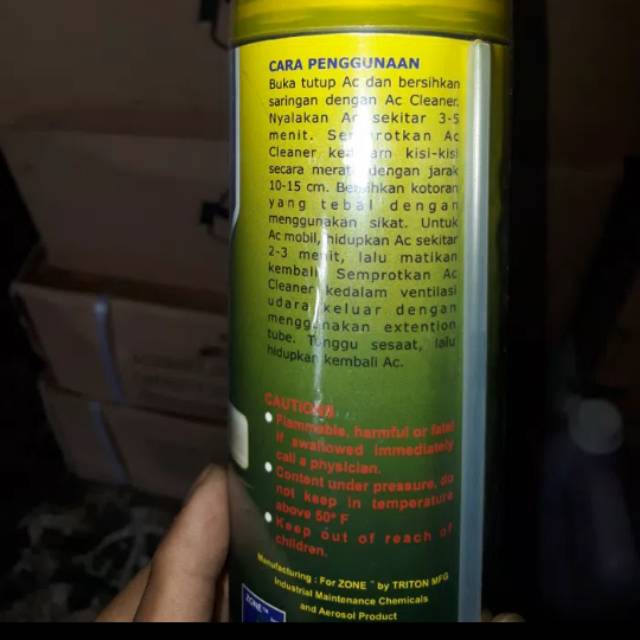 CARA PENGGUNAAN
Buka tutup Ac dan bersihkan
saringan dengan Ac Cleaner.
Nyalakan Ac sekitar 3-5
menit. Semprotkan Ac
Cleaner kedalam kisi-kisi
secara merata dengan jarak
10-15 cm. Bersihkan kotoran
yang tebal dengan
menggunakan sikat. Untuk
Ac mobil, hidupkan Ac sekitar
2-3 menit, lalu matikan
kembali. Semprotkan Ac
Cleaner kedalam ventilasi
udara keluar dengan
menggunakan extention
tube. Tunggu sesaat, lalu
hidupkan kembali Ac.
CAUTIONS
• Flammable, harmful or fatal
if swallowed immediately
call a physician.
• Content under pressure, do
not keep in temperature
above 50° F
• Keep out of reach of
children.
Manufacturing : For ZONE ™ by TRITON MFG
Industrial Maintenance Chemicals
and Aerosol Product
ZONE™